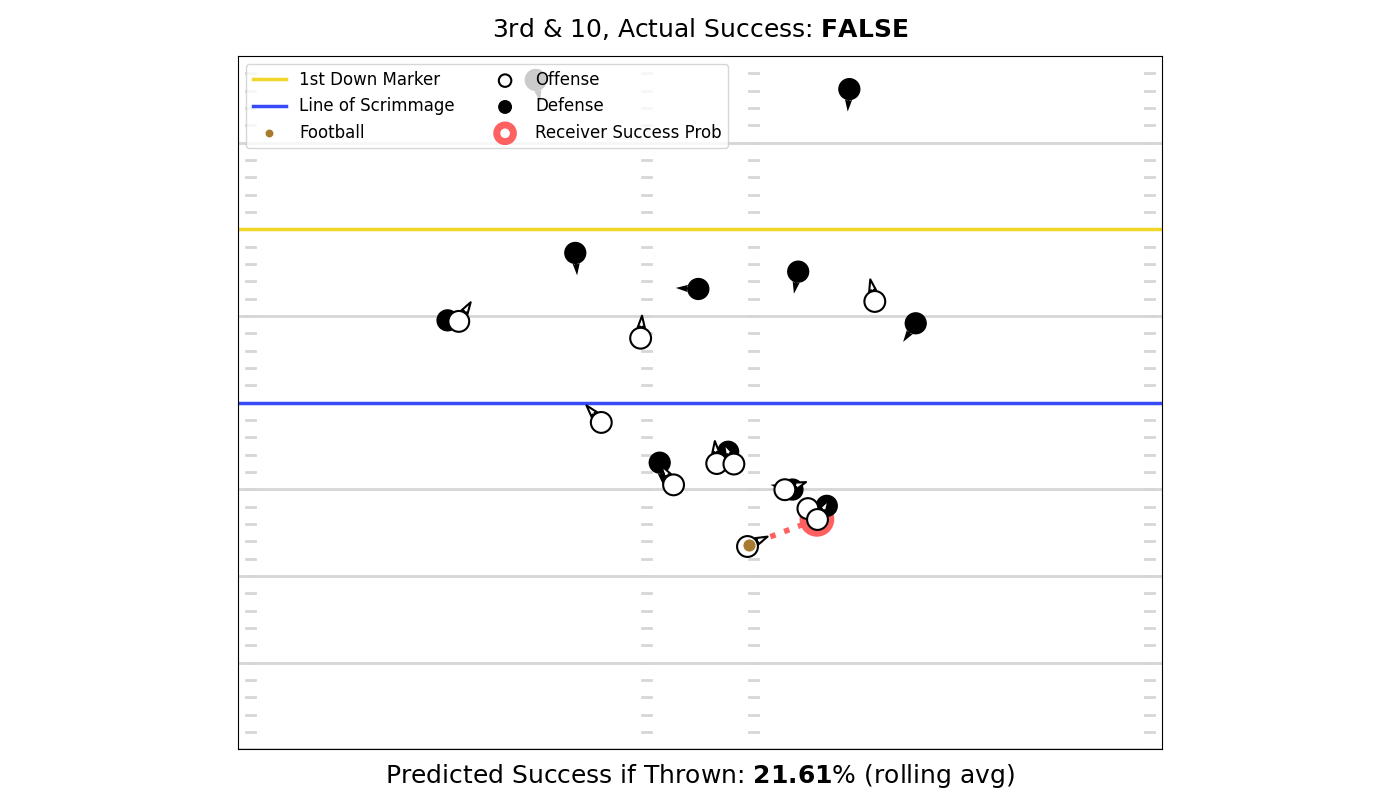 3rd & 10, Actual Success: FALSE
1st Down Marker
Line of Scrimmage
Football
Offense
Defense
Receiver Success Prob
Predicted Success if Thrown: 21.61% (rolling avg)